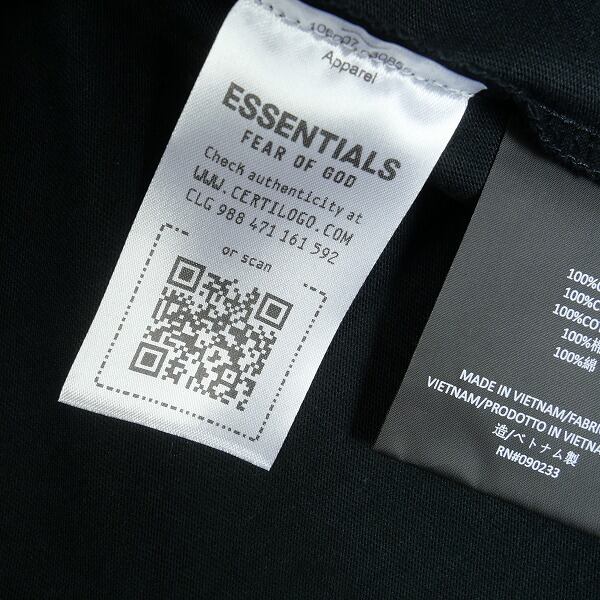 Apparel
ESSENTIALS
FEAR OF GOD
Check authenticity at
WWW.CERTILOGO.COM
CLG 988 471 161 592
or scan
100%
100%
100%
100%棉
100%綿
MADE IN VIETNAM/FABRI
VIETNAM/PRODOTTO IN VIETNA
造/ベトナム製
RN#090233